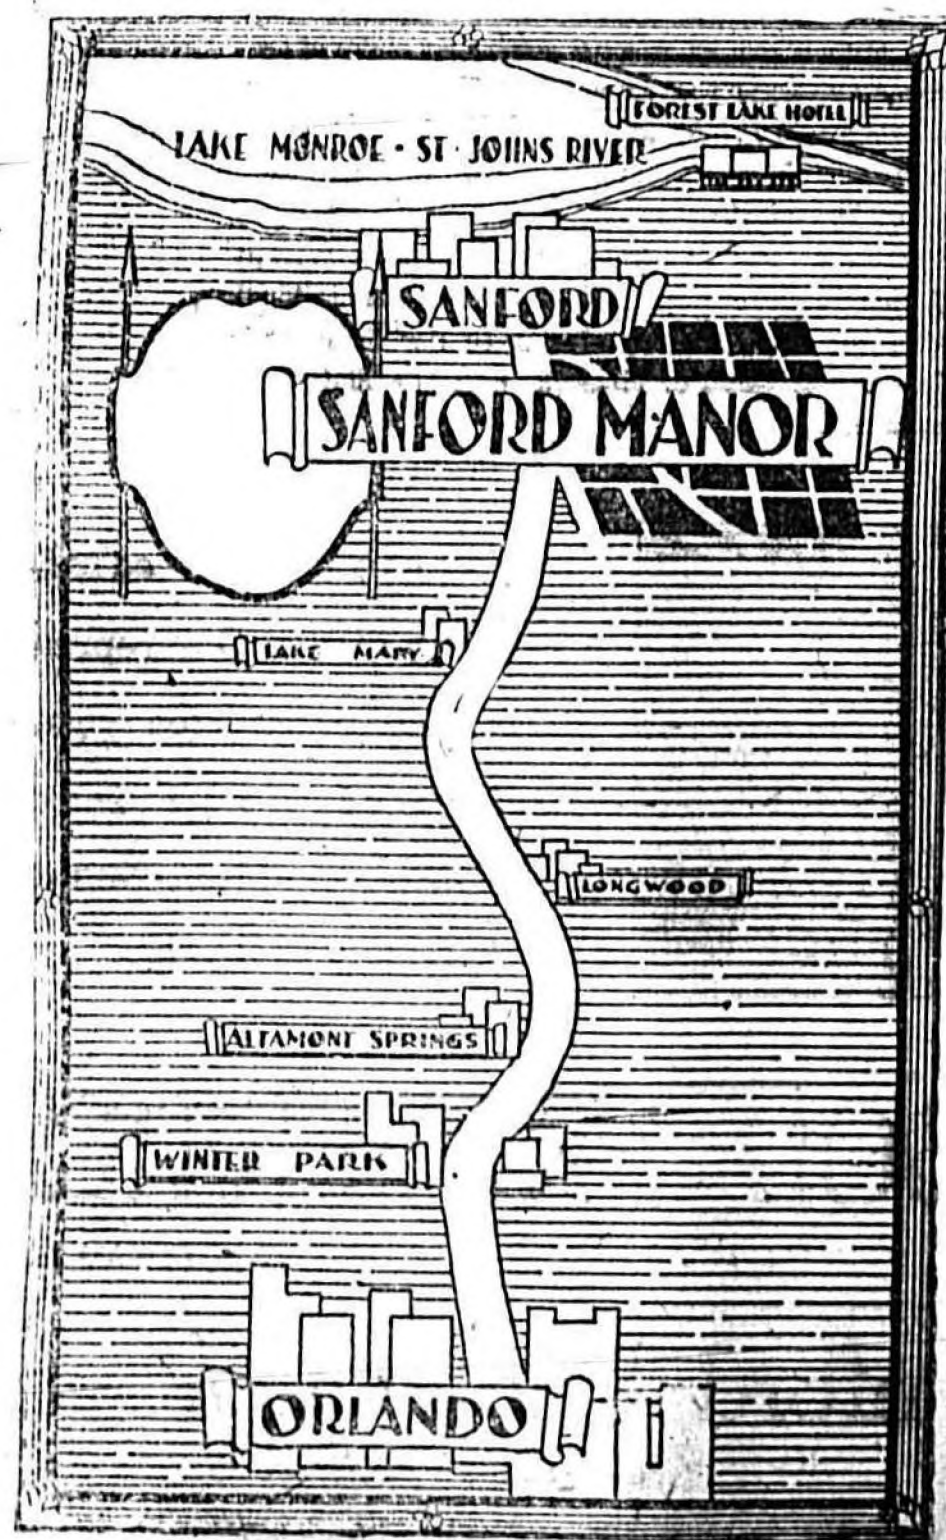 FOREST LAKE HOTEL
LAKE MONROE · ST · JOHNS RIVER
SANFORD
SANFORD MANOR
LAKE MARY
LONGWOOD
ALTAMONT SPRINGS
WINTER PARK
ORLANDO